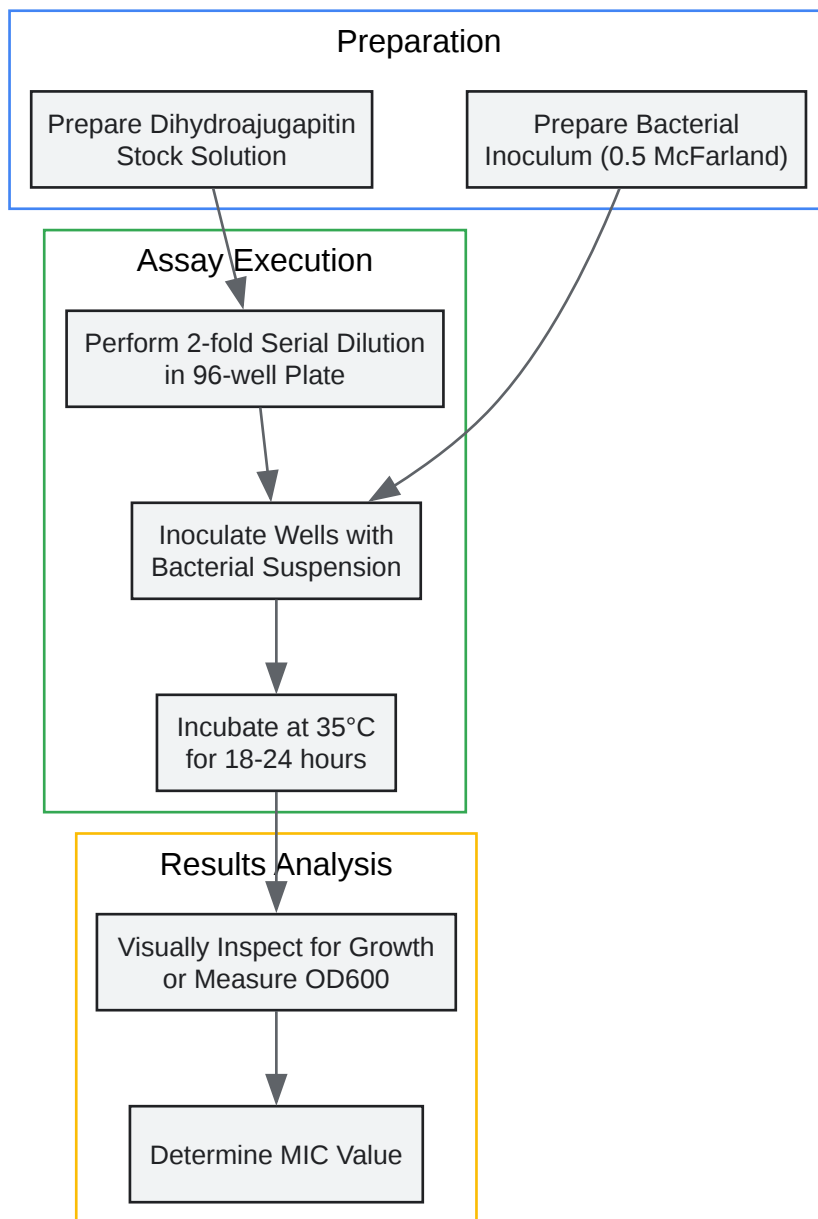 Preparation
Prepare Dihydroajugapitin
Stock Solution
Prepare Bacterial
Inoculum (0.5 McFarland)
Assay Execution
Perform 2-fold Serial Dilution
in 96-well Plate
Inoculate Wells with
Bacterial Suspension
Incubate at 35°C
for 18-24 hours
Results Analysis
Visually Inspect for Growth
or Measure OD600
Determine MIC Value